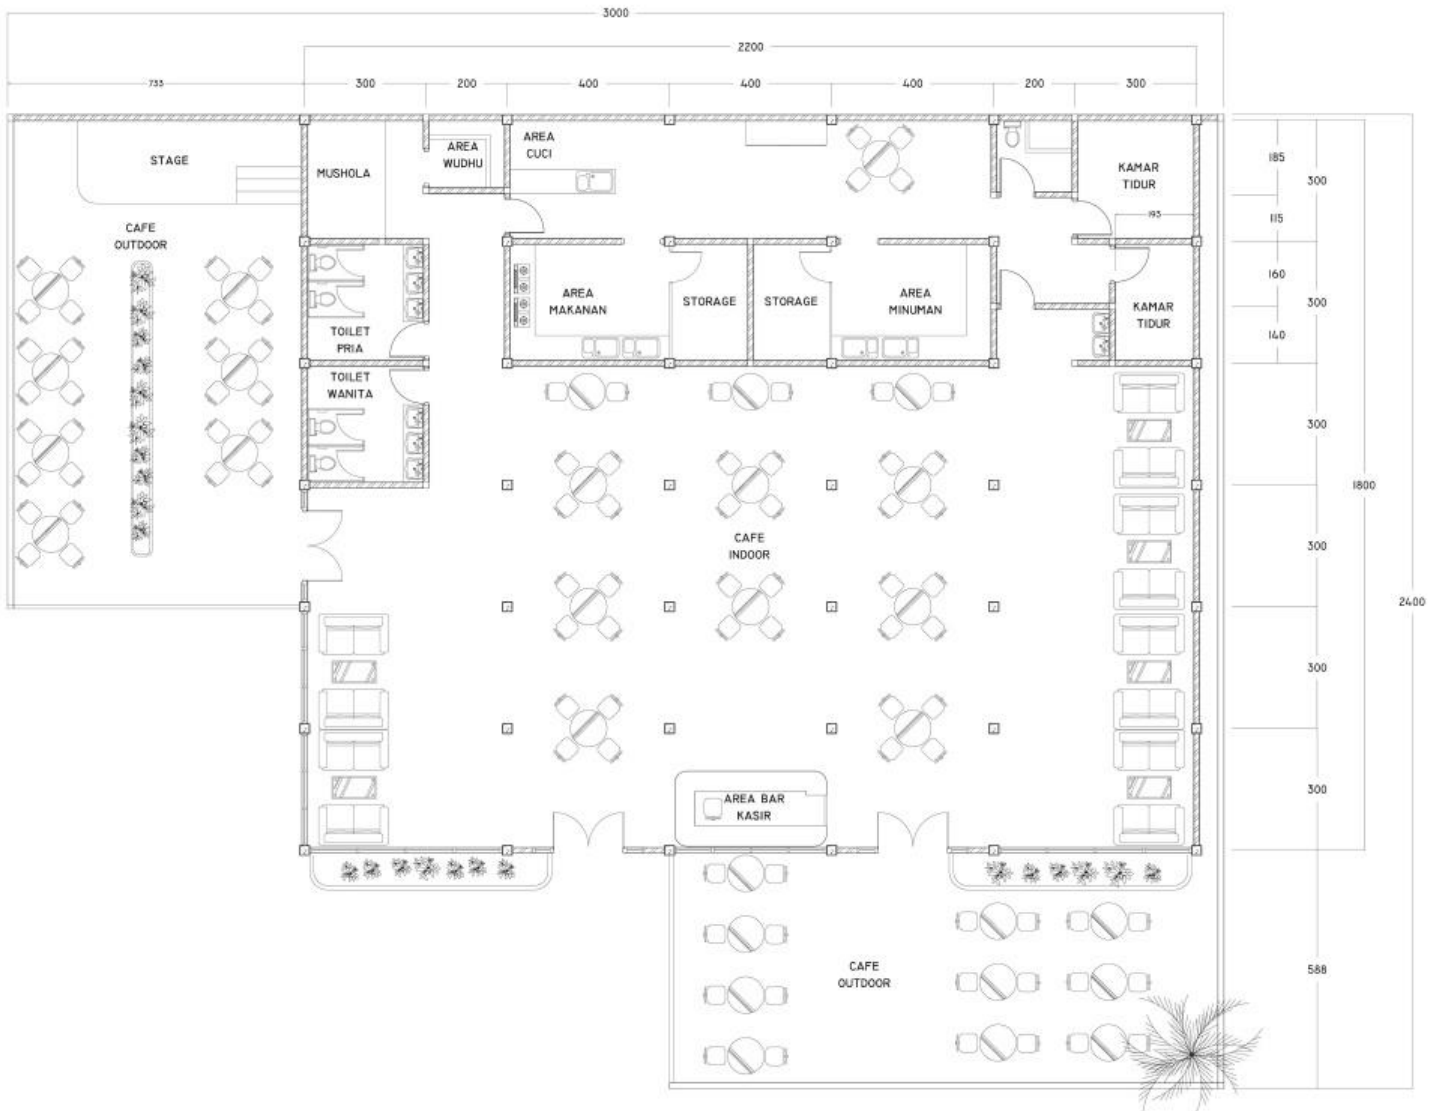 3000
2200
733
300
200
400
400
400
200
300
STAGE
MUSHOLA
AREA
WUDHU
AREA
CUCI
KAMAR
TIDUR
193
185
115
300
CAFE
OUTDOOR
TOILET
PRIA
AREA
MAKANAN
STORAGE
STORAGE
AREA
MINUMAN
KAMAR
TIDUR
160
140
300
TOILET
WANITA
300
1800
CAFE
INDOOR
300
2400
300
AREA BAR
KASIR
300
CAFE
OUTDOOR
588